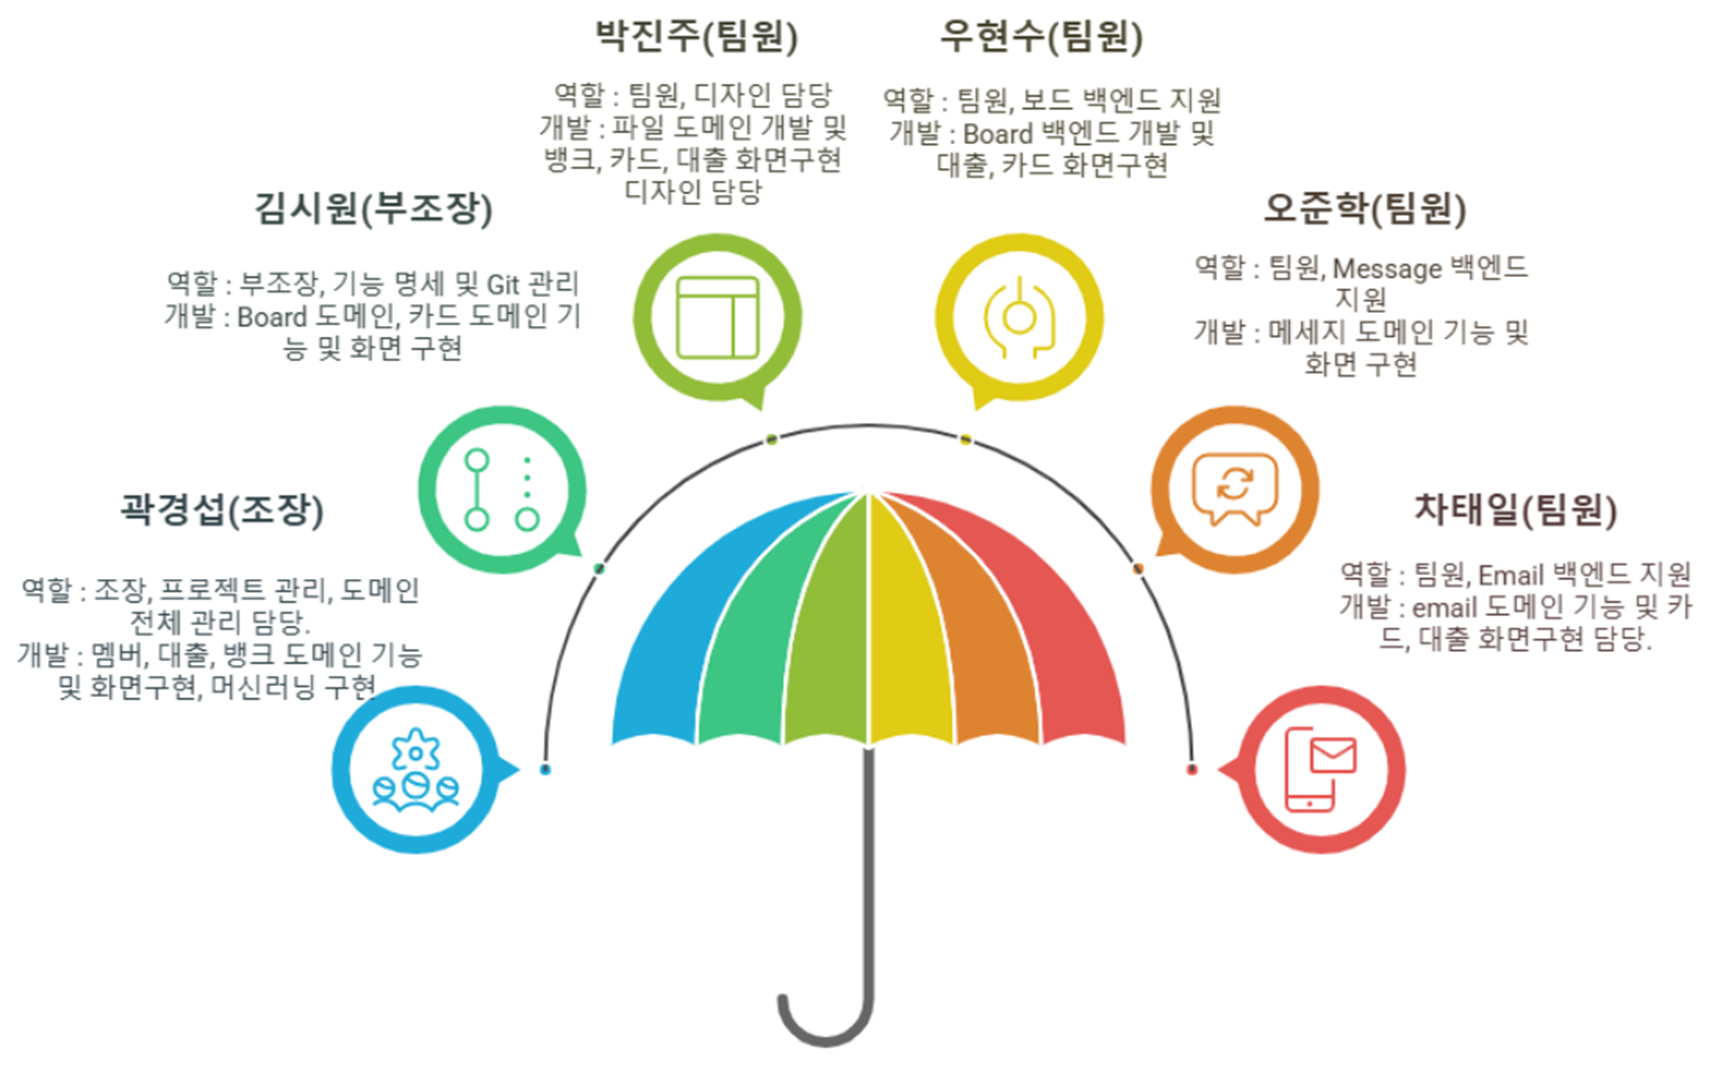 박진주(팀원)
역할 : 팀원, 디자인 담당
개발 : 파일 도메인 개발 및
뱅크, 카드, 대출 화면구현
디자인 담당
우현수(팀원)
역할 : 팀원, 보드 백엔드 지원
개발 : Board 백엔드 개발 및
대출, 카드 화면구현
김시원(부조장)
역할 : 부조장, 기능 명세 및 Git 관리
개발 : Board 도메인, 카드 도메인 기
능 및 화면 구현
오준학(팀원)
역할 : 팀원, Message 백엔드
지원
개발 : 메세지 도메인 기능 및
화면 구현
곽경섭(조장)
역할 : 조장, 프로젝트 관리, 도메인
전체 관리 담당.
개발 : 멤버, 대출, 뱅크 도메인 기능
및 화면구현, 머신러닝 구현
차태일(팀원)
역할 : 팀원, Email 백엔드 지원
개발 : email 도메인 기능 및 카
드, 대출 화면구현 담당.